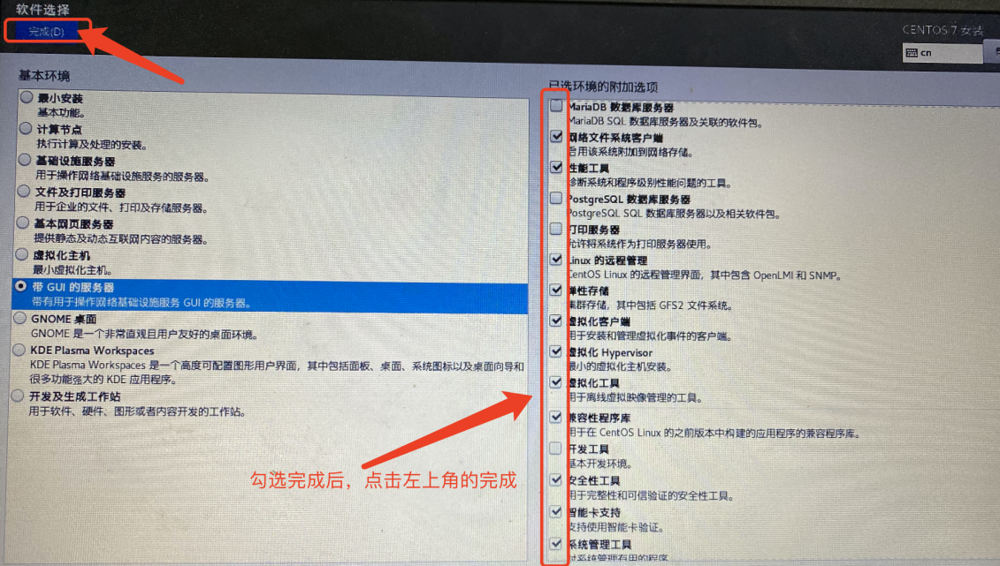 软件选择
完成(D)
CENTOS 7 安装
cn
基本环境
最小安装
基本功能。
计算节点
执行计算及处理的安装。
基础设施服务器
用于操作网络基础设施服务的服务器。
文件及打印服务器
用于企业的文件、打印及存储服务器。
基本网页服务器
提供静态及动态互联网内容的服务器。
虚拟化主机
最小虚拟化主机。
带 GUI 的服务器
带有用于操作网络基础设施服务 GUI 的服务器。
GNOME 桌面
GNOME 是一个非常直观且用户友好的桌面环境。
KDE Plasma Workspaces
KDE Plasma Workspaces 是一个高度可配置图形用户界面，其中包括面板、桌面、系统图标以及桌面向导和
很多功能强大的 KDE 应用程序。
开发及生成工作站
用于软件、硬件、图形或者内容开发的工作站。
勾选完成后，点击左上角的完成
已选环境的附加选项
MariaDB 数据库服务器
MariaDB SQL 数据库服务器及关联的软件包。
网络文件系统客户端
启用该系统附加到网络存储。
性能工具
诊断系统和程序级别性能问题的工具。
PostgreSQL 数据库服务器
PostgreSQL SQL 数据库服务器以及相关软件包。
打印服务器
允许将系统作为打印服务器使用。
Linux 的远程管理
CentOS Linux 的远程管理界面，其中包含 OpenLMI 和 SNMP。
弹性存储
集群存储，其中包括 GFS2 文件系统。
虚拟化客户端
用于安装和管理虚拟化事件的客户端。
虚拟化 Hypervisor
最小的虚拟化主机安装。
虚拟化工具
用于离线虚拟映像管理的工具。
兼容性程序库
用于在 CentOS Linux 的之前版本中构建的应用程序的兼容程序库。
开发工具
基本开发环境。
安全性工具
用于完整性和可信验证的安全性工具。
智能卡支持
支持使用智能卡验证。
系统管理工具
对系统管理有用的程序